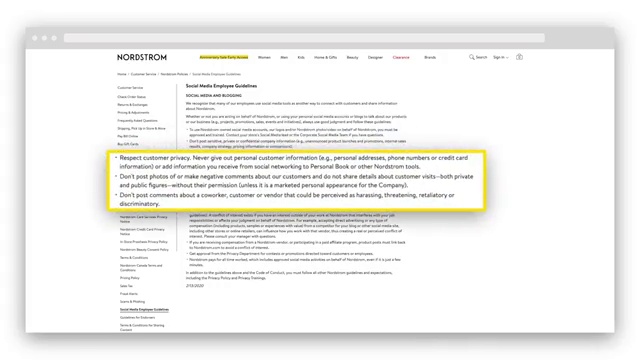 NORDSTROM
Anniversary Sale Early Access
Women
Men
Kids
Home & Gifts
Beauty
Designer
Clearance
Brands
Search
Sign In
Home / Customer Service / Nordstrom Policies / Social Media Employee Guidelines
Customer Service
Check Order Status
Returns & Exchanges
Pricing & Adjustments
Frequently Asked Questions
Shipping, Pick Up in Store & More
Pay Bill Online
Buy Gift Cards
Social Media Employee Guidelines
SOCIAL MEDIA AND BLOGGING
We recognize that many of our employees use social media tools as another way to connect with customers and share information
about Nordstrom.
Whether or not you are acting on behalf of Nordstrom or using your personal social media accounts or blogs to talk about our products
or our business (e.g., projects, promotions, sales, events and initiatives), always use good judgment and follow these guidelines:
• To use Nordstrom-owned social media accounts, our logo and/or Nordstrom photo/video on behalf of Nordstrom, you must be
approved and trained. Contact your store's Social Media lead or the Corporate Social Media Team if you have questions.
• Don't post sensitive, private or confidential company information (e.g., unannounced product launches and promotions, internal sales
results, company strategy, pricing information or comparisons)
• Respect customer privacy. Never give out personal customer information (e.g., personal addresses, phone numbers or credit card
information) or add information you receive from social networking to Personal Book or other Nordstrom tools.
• Don't post photos of or make negative comments about our customers and do not share details about customer visits--both private
and public figures--without their permission (unless it is a marketed personal appearance for the Company).
• Don't post comments about a coworker, customer or vendor that could be perceived as harassing, threatening, retaliatory or
discriminatory.
Nordstrom Card Services Privacy
Policy
Nordstrom Credit Card Privacy
Policy
In-Store Prerelease Privacy Policy
Nordstrom Beauty Consent Policy
Terms & Conditions
Nordstrom Canada Terms and
Conditions
Pricing Policy
Sales Tax
Fraud Alerts
Scams & Phishing
Social Media Employee Guidelines
Guidelines for Endorsers
Terms & Conditions for Sharing
Content
guidelines). A conflict of interest exists if you have an interest outside of your work at Nordstrom that interferes with your job
responsibilities or affects your judgment on behalf of Nordstrom. For example, accepting direct payment or any type of
compensation (including products, samples or experiences with value) from a competitor for your blog or other social media site,
including other stores or online retailers, can influence how you work with that vendor, thus creating a real or perceived conflict of
interest. Please consult your manager with questions.
• If you are receiving compensation from a Nordstrom vendor, or participating in a paid affiliate program, product posts must link back
to Nordstrom.com to avoid a conflict of interest.
• Get approval from the Privacy Department for contests or promotions directed toward customers or employees.
• Nordstrom pays for all time worked, which includes approved social media activities on behalf of Nordstrom, even if it is just a few
minutes.
In addition to the guidelines above and the Code of Conduct, you must follow all other Nordstrom guidelines and expectations,
including the Privacy Policy and Privacy Trainings.
2/13/2020